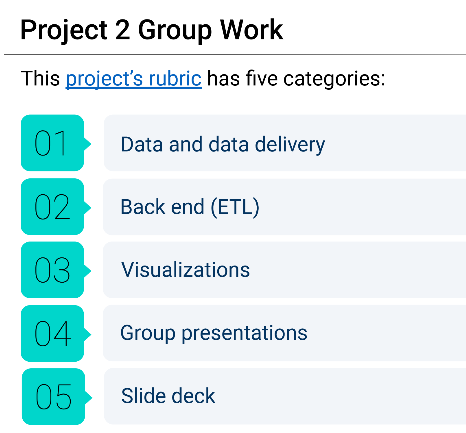 Project 2 Group Work
This project's rubric has five categories:
01 Data and data delivery
02 Back end (ETL)
03 Visualizations
04 Group presentations
05 Slide deck